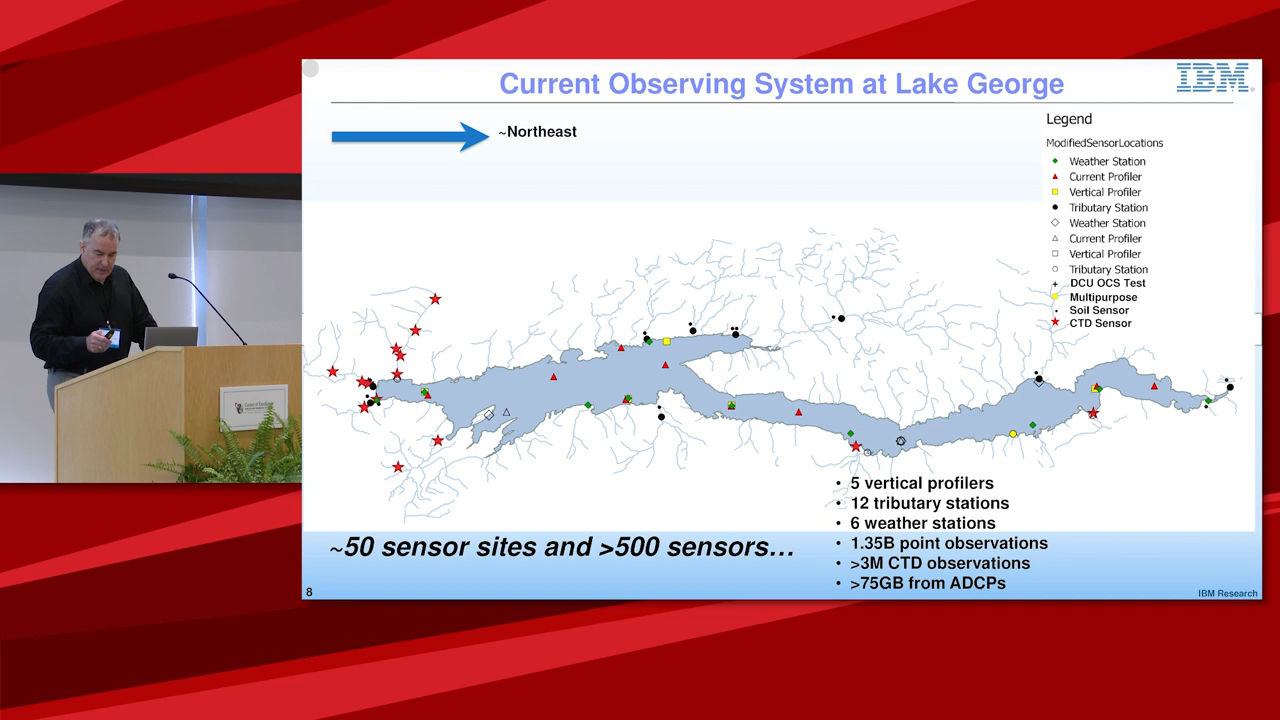 Current Observing System at Lake George
IBM
~Northeast
Legend
ModifiedSensorLocations
Weather Station
Current Profiler
Vertical Profiler
Tributary Station
Weather Station
Current Profiler
Vertical Profiler
Tributary Station
DCU OCS Test
Multipurpose
Soil Sensor
CTD Sensor
• 5 vertical profilers
• 12 tributary stations
• 6 weather stations
• 1.35B point observations
• >3M CTD observations
• >75GB from ADCPs
~50 sensor sites and >500 sensors...
8
IBM Research